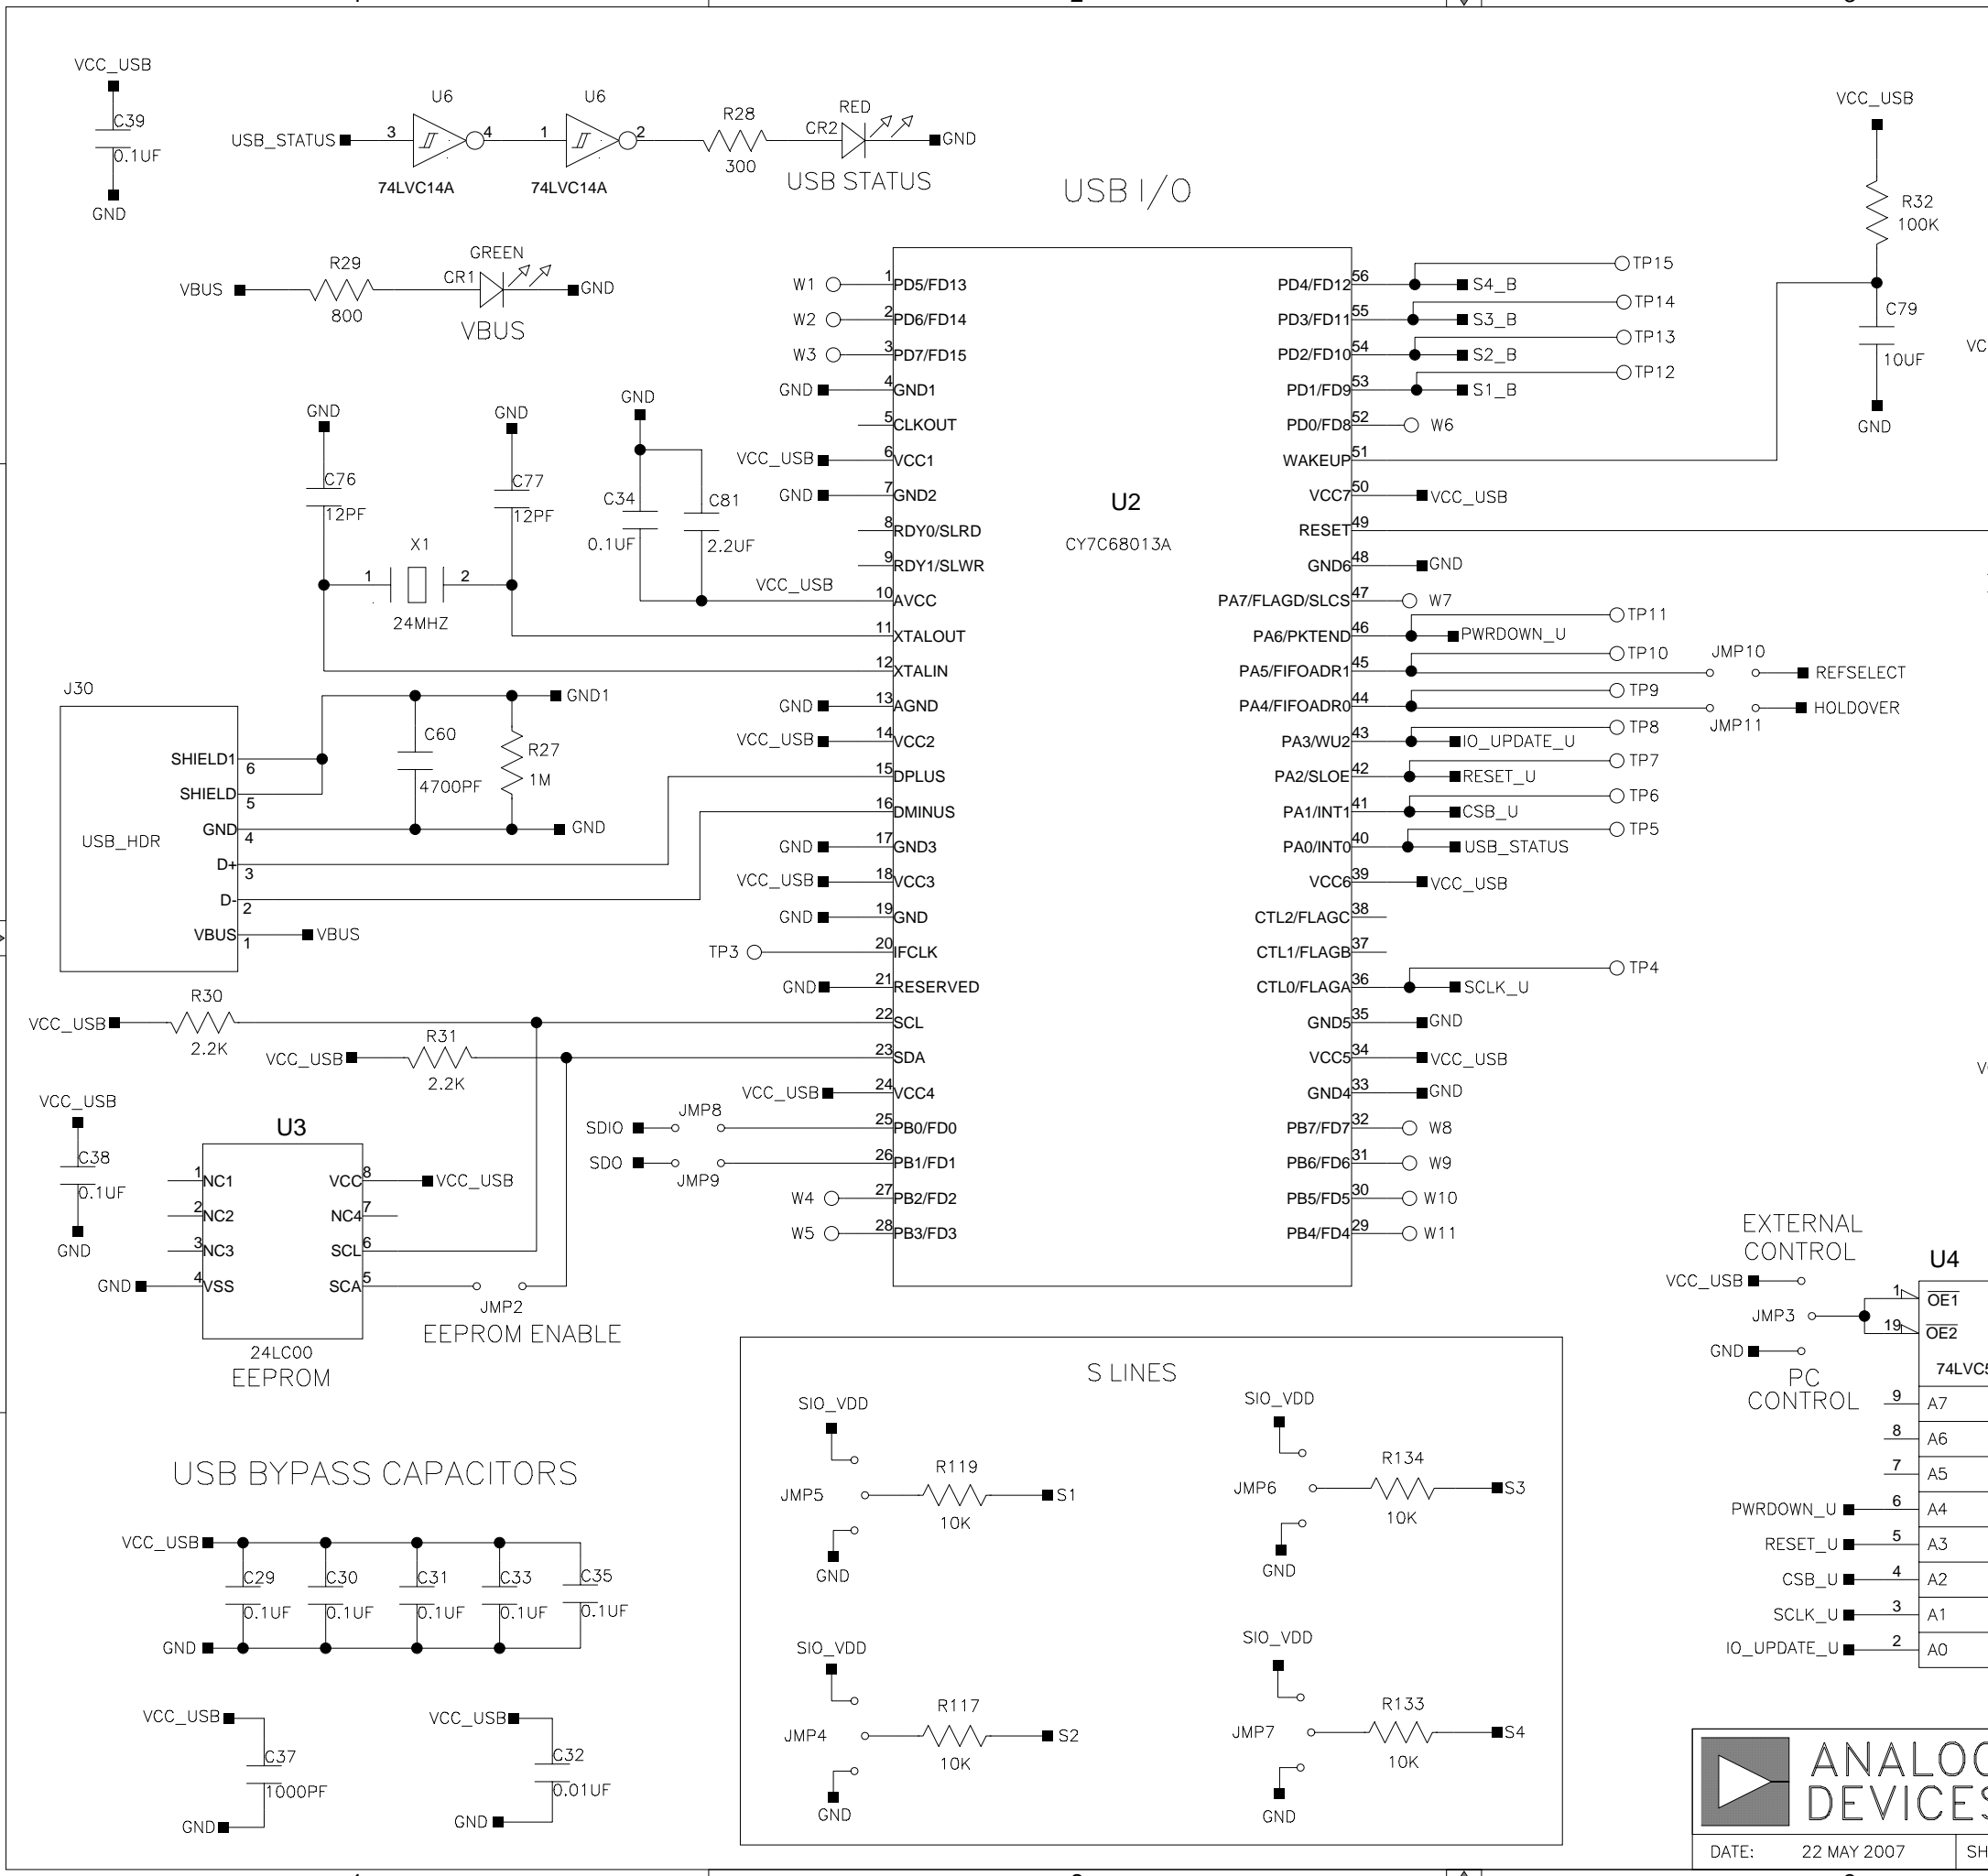 VCC_USB
C39
0.1UF
GND
USB_STATUS
3
U6
4
74LVC14A
1
U6
2
74LVC14A
R28
300
RED
CR2
GND
USB STATUS
USB I/O
VBUS
R29
800
GREEN
CR1
GND
VBUS
VCC_USB
R32
100K
C79
10UF
GND
VC
GND
C76
12PF
GND
C77
12PF
X1
1
2
24MHZ
GND
C34
0.1UF
C81
2.2UF
VCC_USB
U2
CY7C68013A
W1 1 PD5/FD13
W2 2 PD6/FD14
W3 3 PD7/FD15
GND 4 GND1
5 CLKOUT
VCC_USB 6 VCC1
GND 7 GND2
8 RDY0/SLRD
9 RDY1/SLWR
10 AVCC
11 XTALOUT
12 XTALIN
GND 13 AGND
VCC_USB 14 VCC2
15 DPLUS
16 DMINUS
GND 17 GND3
VCC_USB 18 VCC3
GND 19 GND
TP3 20 IFCLK
GND 21 RESERVED
22 SCL
23 SDA
VCC_USB 24 VCC4
SDIO JMP8 25 PB0/FD0
SDO JMP9 26 PB1/FD1
W4 27 PB2/FD2
W5 28 PB3/FD3
PD4/FD12 56 S4_B TP15
PD3/FD11 55 S3_B TP14
PD2/FD10 54 S2_B TP13
PD1/FD9 53 S1_B TP12
PD0/FD8 52 W6
WAKEUP 51
VCC7 50 VCC_USB
RESET 49
GND6 48 GND
PA7/FLAGD/SLCS 47 W7
PA6/PKTEND 46 PWRDOWN_U TP11
PA5/FIFOADR1 45 TP10 JMP10 REFSELECT
PA4/FIFOADR0 44 TP9 JMP11 HOLDOVER
PA3/WU2 43 IO_UPDATE_U TP8
PA2/SLOE 42 RESET_U TP7
PA1/INT1 41 CSB_U TP6
PA0/INT0 40 USB_STATUS TP5
VCC6 39 VCC_USB
CTL2/FLAGC 38
CTL1/FLAGB 37
CTL0/FLAGA 36 SCLK_U TP4
GND5 35 GND
VCC5 34 VCC_USB
GND4 33 GND
PB7/FD7 32 W8
PB6/FD6 31 W9
PB5/FD5 30 W10
PB4/FD4 29 W11
J30
USB_HDR
SHIELD1 6
SHIELD 5
GND 4
D+ 3
D- 2
VBUS 1 VBUS
GND1
C60
4700PF
R27
1M
GND
VCC_USB
R30
2.2K
VCC_USB
R31
2.2K
VCC_USB
C38
0.1UF
GND
U3
1 NC1
2 NC2
3 NC3
GND 4 VSS
VCC 8 VCC_USB
NC4 7
SCL 6
SCA 5
JMP2
EEPROM ENABLE
24LC00
EEPROM
USB BYPASS CAPACITORS
VCC_USB
C29
0.1UF
C30
0.1UF
C31
0.1UF
C33
0.1UF
C35
0.1UF
GND
VCC_USB
C37
1000PF
GND
VCC_USB
C32
0.01UF
GND
S LINES
SIO_VDD
JMP5
R119
10K
S1
GND
SIO_VDD
JMP6
R134
10K
S3
GND
SIO_VDD
JMP4
R117
10K
S2
GND
SIO_VDD
JMP7
R133
10K
S4
GND
EXTERNAL
CONTROL
VCC_USB
JMP3
GND
PC
CONTROL
U4
1 OE1
19 OE2
74LVC5
9 A7
8 A6
7 A5
PWRDOWN_U 6 A4
RESET_U 5 A3
CSB_U 4 A2
SCLK_U 3 A1
IO_UPDATE_U 2 A0
ANALOG
DEVICES
DATE: 22 MAY 2007
SH